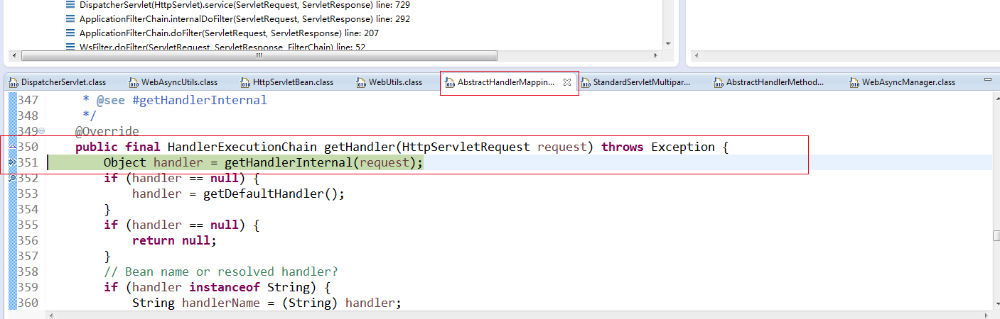 DispatcherServlet(HttpServlet).service(ServletRequest, ServletResponse) line: 729
ApplicationFilterChain.internalDoFilter(ServletRequest, ServletResponse) line: 292
ApplicationFilterChain.doFilter(ServletRequest, ServletResponse) line: 207
WsFilter.doFilter(ServletRequest, ServletResponse, FilterChain) line: 52
DispatcherServlet.class WebAsyncUtils.class HttpServletBean.class WebUtils.class AbstractHandlerMappin... StandardServletMultipar... AbstractHandlerMethod... WebAsyncManager.class
347 * @see #getHandlerInternal
348 */
349 @Override
350 public final HandlerExecutionChain getHandler(HttpServletRequest request) throws Exception {
351 Object handler = getHandlerInternal(request);
352 if (handler == null) {
353 handler = getDefaultHandler();
354 }
355 if (handler == null) {
356 return null;
357 }
358 // Bean name or resolved handler?
359 if (handler instanceof String) {
360 String handlerName = (String) handler;